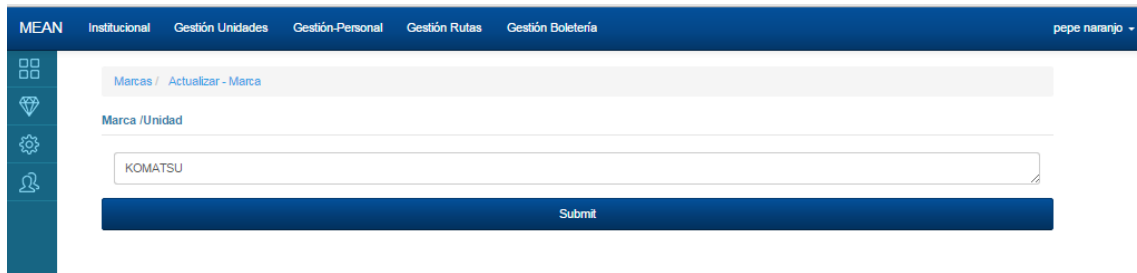 MEAN Institucional Gestión Unidades Gestión-Personal Gestión Rutas Gestión Boletería pepe naranjo
Marcas / Actualizar - Marca
Marca /Unidad
KOMATSU
Submit